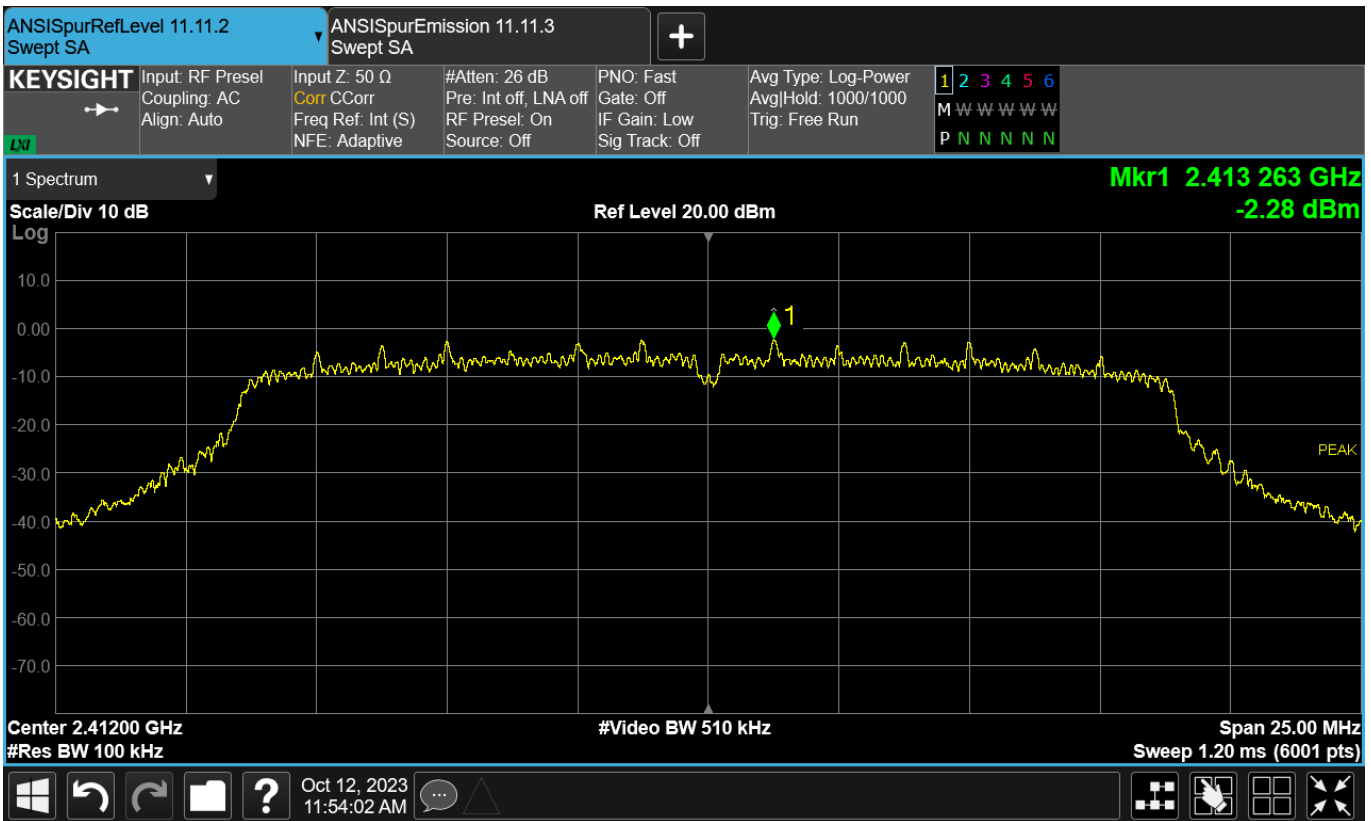 ANSISpurRefLevel 11.11.2
Swept SA
ANSISpurEmission 11.11.3
Swept SA
+
KEYSIGHT
LXI
Input: RF Presel
Coupling: AC
Align: Auto
Input Z: 50 Ω
Corr CCorr
Freq Ref: Int (S)
NFE: Adaptive
#Atten: 26 dB
Pre: Int off, LNA off
RF Presel: On
Source: Off
PNO: Fast
Gate: Off
IF Gain: Low
Sig Track: Off
Avg Type: Log-Power
Avg|Hold: 1000/1000
Trig: Free Run
1 2 3 4 5 6
M W W W W W
P N N N N N
1 Spectrum
Mkr1 2.413 263 GHz
-2.28 dBm
Scale/Div 10 dB
Ref Level 20.00 dBm
Log
10.0
0.00
-10.0
-20.0
-30.0
-40.0
-50.0
-60.0
-70.0
1
PEAK
Center 2.41200 GHz
#Video BW 510 kHz
Span 25.00 MHz
#Res BW 100 kHz
Sweep 1.20 ms (6001 pts)
?
Oct 12, 2023
11:54:02 AM